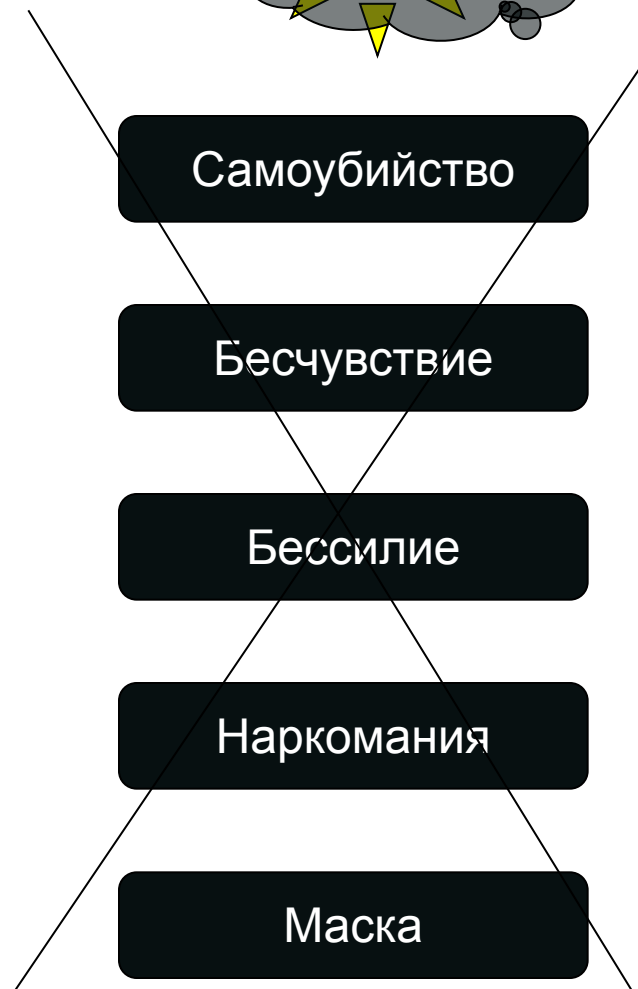 Самоубийство
Бесчувствие
Бессилие
Наркомания
Маска